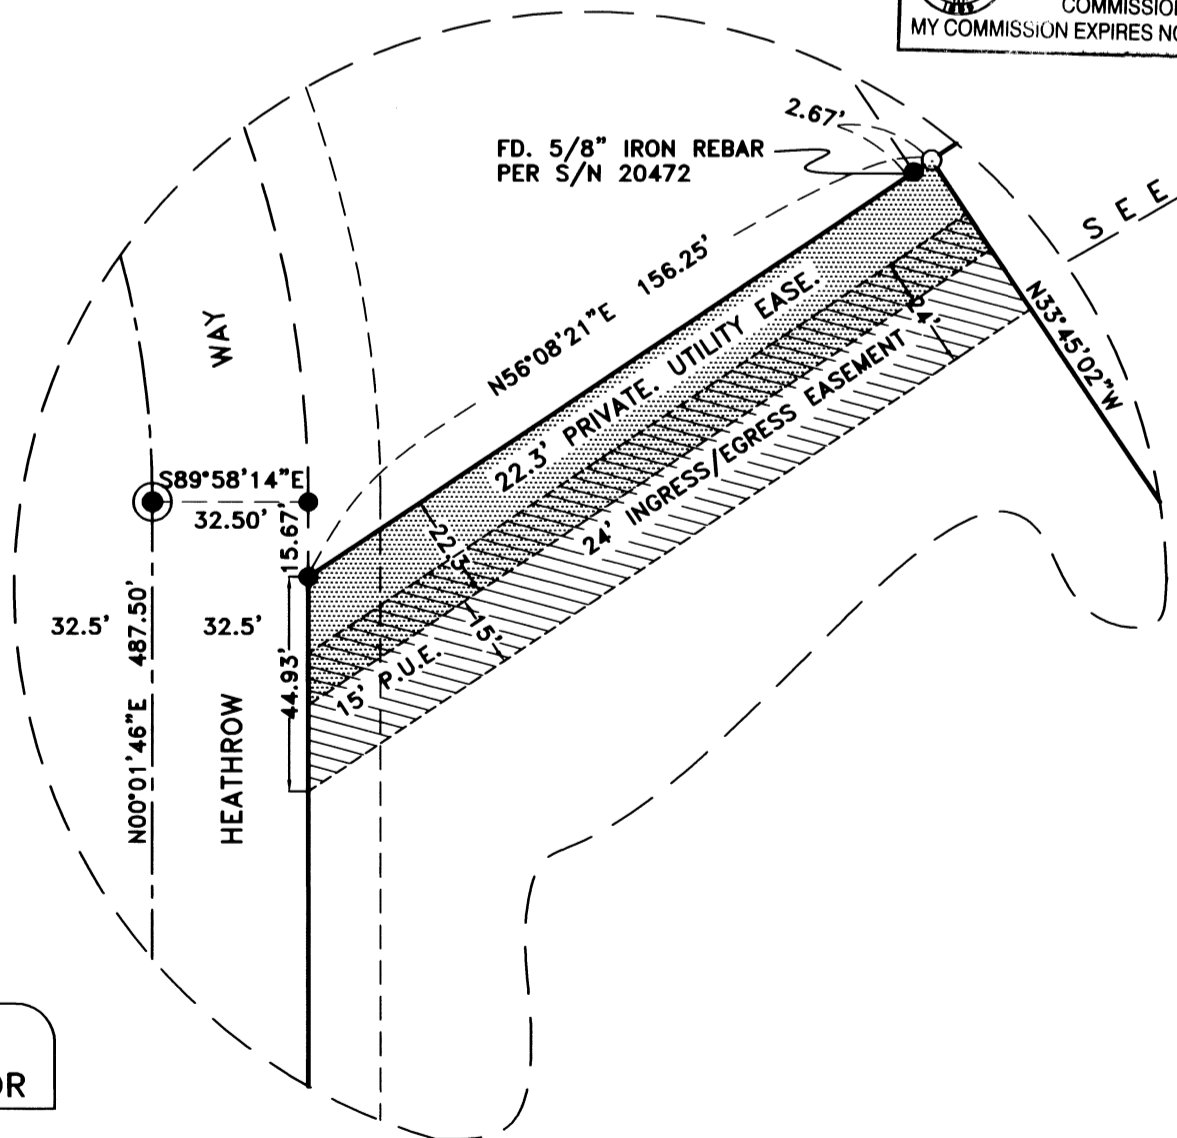 COMMISSION
MY COMMISSION EXPIRES NO
2.67'
FD. 5/8" IRON REBAR
PER S/N 20472
SEE
WAY
N56°08'21"E 156.25'
22.3' PRIVATE. UTILITY EASE.
24'
N33°45'02"W
24' INGRESS/EGRESS EASEMENT
S89°58'14"E
32.50'
15.67'
22.3'
15'
32.5'
N00°01'46"E 487.50'
32.5'
44.93'
15' P.U.E.
HEATHROW
OR